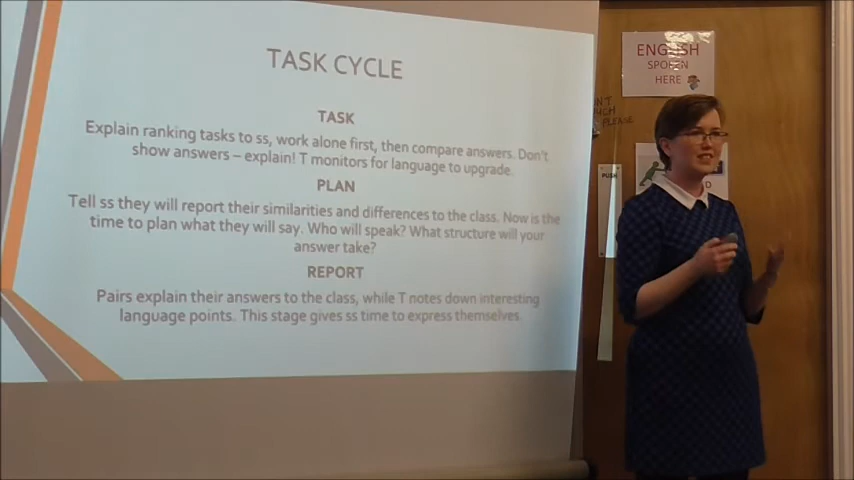 TASK CYCLE
TASK
Explain ranking tasks to ss, work alone first, then compare answers. Don't
show answers – explain! T monitors for language to upgrade.
PLAN
Tell ss they will report their similarities and differences to the class. Now is the
time to plan what they will say. Who will speak? What structure will your
answer take?
REPORT
Pairs explain their answers to the class, while T notes down interesting
language points. This stage gives ss time to express themselves.
ENGLISH
SPOKEN
HERE
PLEASE
PUSH